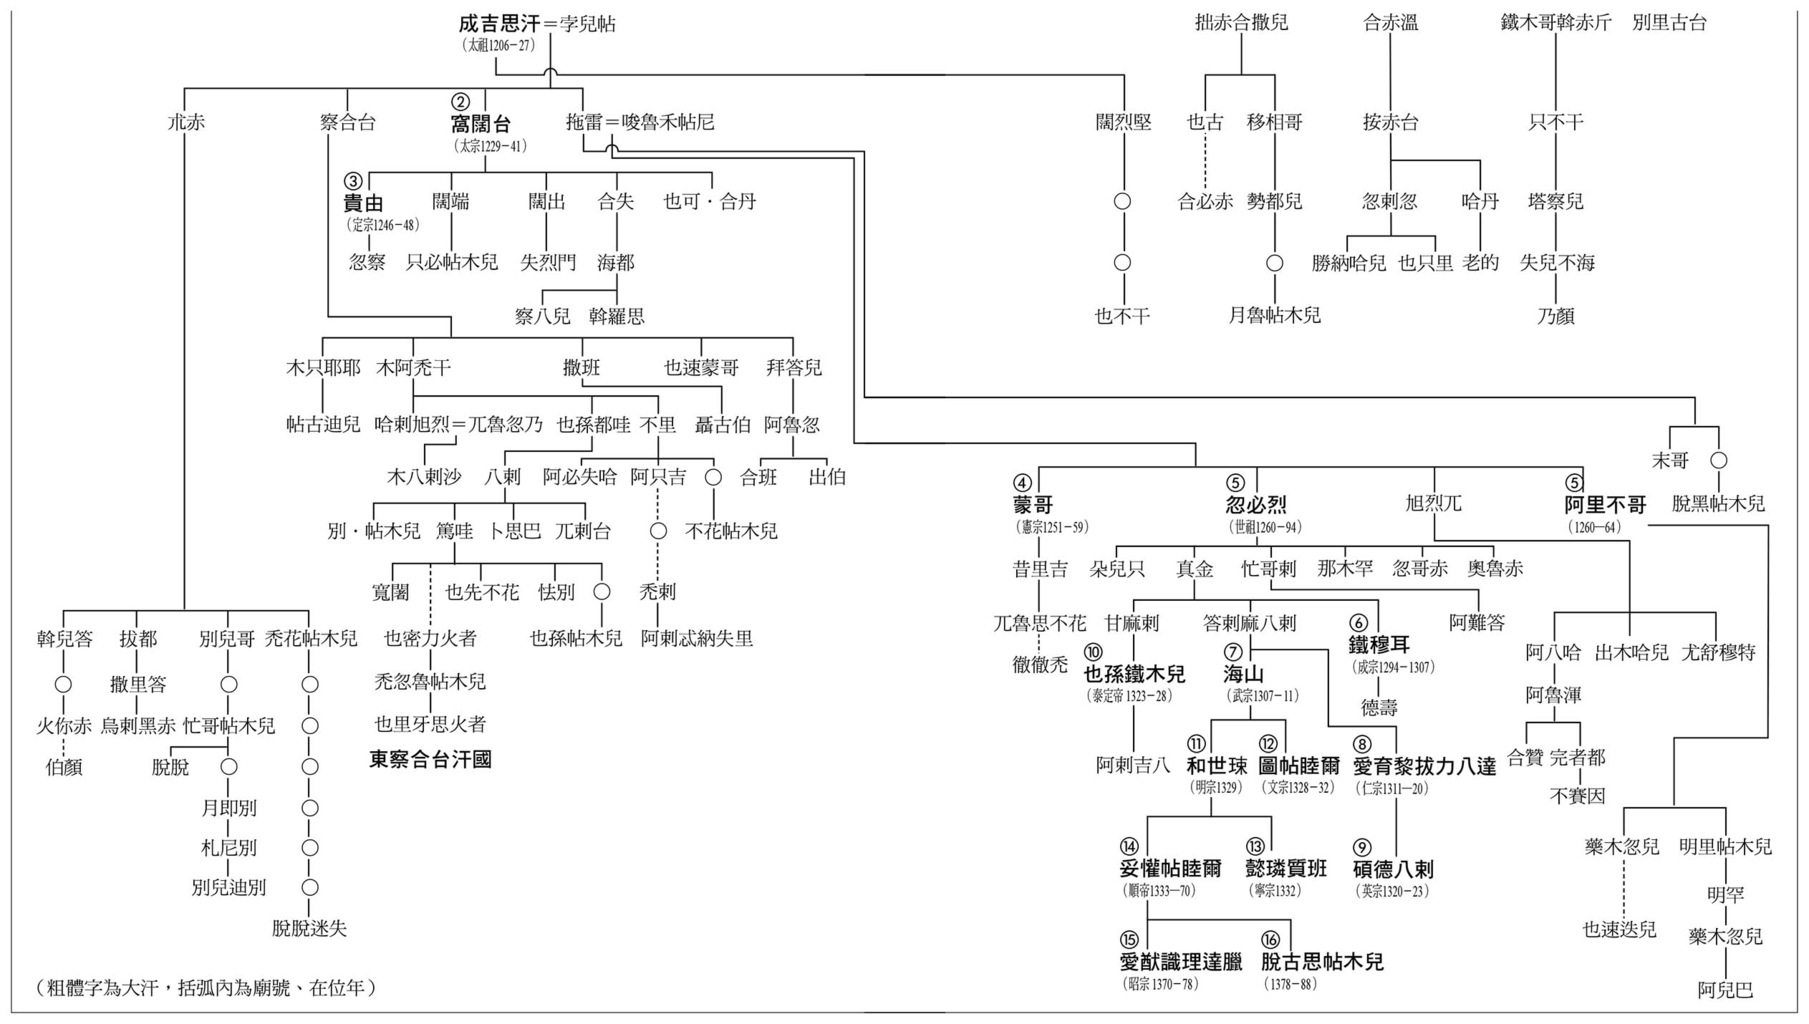 成吉思汗＝孛兒帖
（太祖1206－27）
拙赤合撒兒
合赤溫
鐵木哥斡赤斤
別里古台
朮赤
察合台
②
窩闊台
（太宗1229－41）
拖雷＝唆魯禾帖尼
闊烈堅
也古
移相哥
按赤台
只不干
③
貴由
（定宗1246－48）
闊端
闊出
合失
也可．合丹
○
合必赤
勢都兒
忽剌忽
哈丹
塔察兒
忽察
只必帖木兒
失烈門
海都
○
○
勝納哈兒
也只里
老的
失兒不海
察八兒
斡羅思
也不干
月魯帖木兒
乃顏
木只耶耶
木阿禿干
撒班
也速蒙哥
拜答兒
帖古迪兒
哈剌旭烈＝兀魯忽乃
也孫都哇
不里
聶古伯
阿魯忽
木八剌沙
八剌
阿必失哈
阿只吉
○
合班
出伯
末哥
○
別．帖木兒
篤哇
卜思巴
兀剌台
○
不花帖木兒
脫黑帖木兒
④
蒙哥
（憲宗1251－59）
⑤
忽必烈
（世祖1260－94）
旭烈兀
⑤
阿里不哥
（1260—64）
寬闍
也先不花
怯別
○
禿剌
昔里吉
朵兒只
真金
忙哥剌
那木罕
忽哥赤
奧魯赤
斡兒答
拔都
別兒哥
禿花帖木兒
也密力火者
也孫帖木兒
阿剌忒納失里
兀魯思不花
甘麻剌
答剌麻八剌
⑥
鐵穆耳
（成宗1294－1307）
阿難答
阿八哈
出木哈兒
尤舒穆特
○
撒里答
○
○
禿忽魯帖木兒
徹徹禿
⑩
也孫鐵木兒
（泰定帝 1323－28）
⑦
海山
（武宗1307－11）
德壽
阿魯渾
火你赤
烏剌黑赤
忙哥帖木兒
○
也里牙思火者
東察合台汗國
伯顏
脫脫
○
○
阿剌吉八
⑪
和世㻋
（明宗1329）
⑫
圖帖睦爾
（文宗1328－32）
⑧
愛育黎拔力八達
（仁宗1311—20）
合贊
完者都
不賽因
月即別
○
札尼別
○
別兒迪別
○
脫脫迷失
⑭
妥懽帖睦爾
（順帝1333—70）
⑬
懿璘質班
（寧宗1332）
⑨
碩德八剌
（英宗1320－23）
藥木忽兒
明里帖木兒
明罕
也速迭兒
藥木忽兒
阿兒巴
⑮
愛猷識理達臘
（昭宗 1370－78）
⑯
脫古思帖木兒
（1378－88）
（粗體字為大汗，括弧內為廟號、在位年）